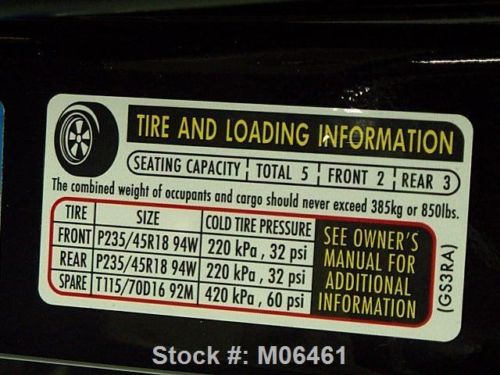 TIRE AND LOADING INFORMATION
SEATING CAPACITY TOTAL 5 FRONT 2 REAR 3
The combined weight of occupants and cargo should never exceed 385kg or 850lbs.
TIRE SIZE COLD TIRE PRESSURE
FRONT P235/45R18 94W 220 kPa , 32 psi
REAR P235/45R18 94W 220 kPa , 32 psi
SPARE T115/70D16 92M 420 kPa , 60 psi
SEE OWNER'S
MANUAL FOR
ADDITIONAL
INFORMATION
(GS3RA)
Stock #: M06461